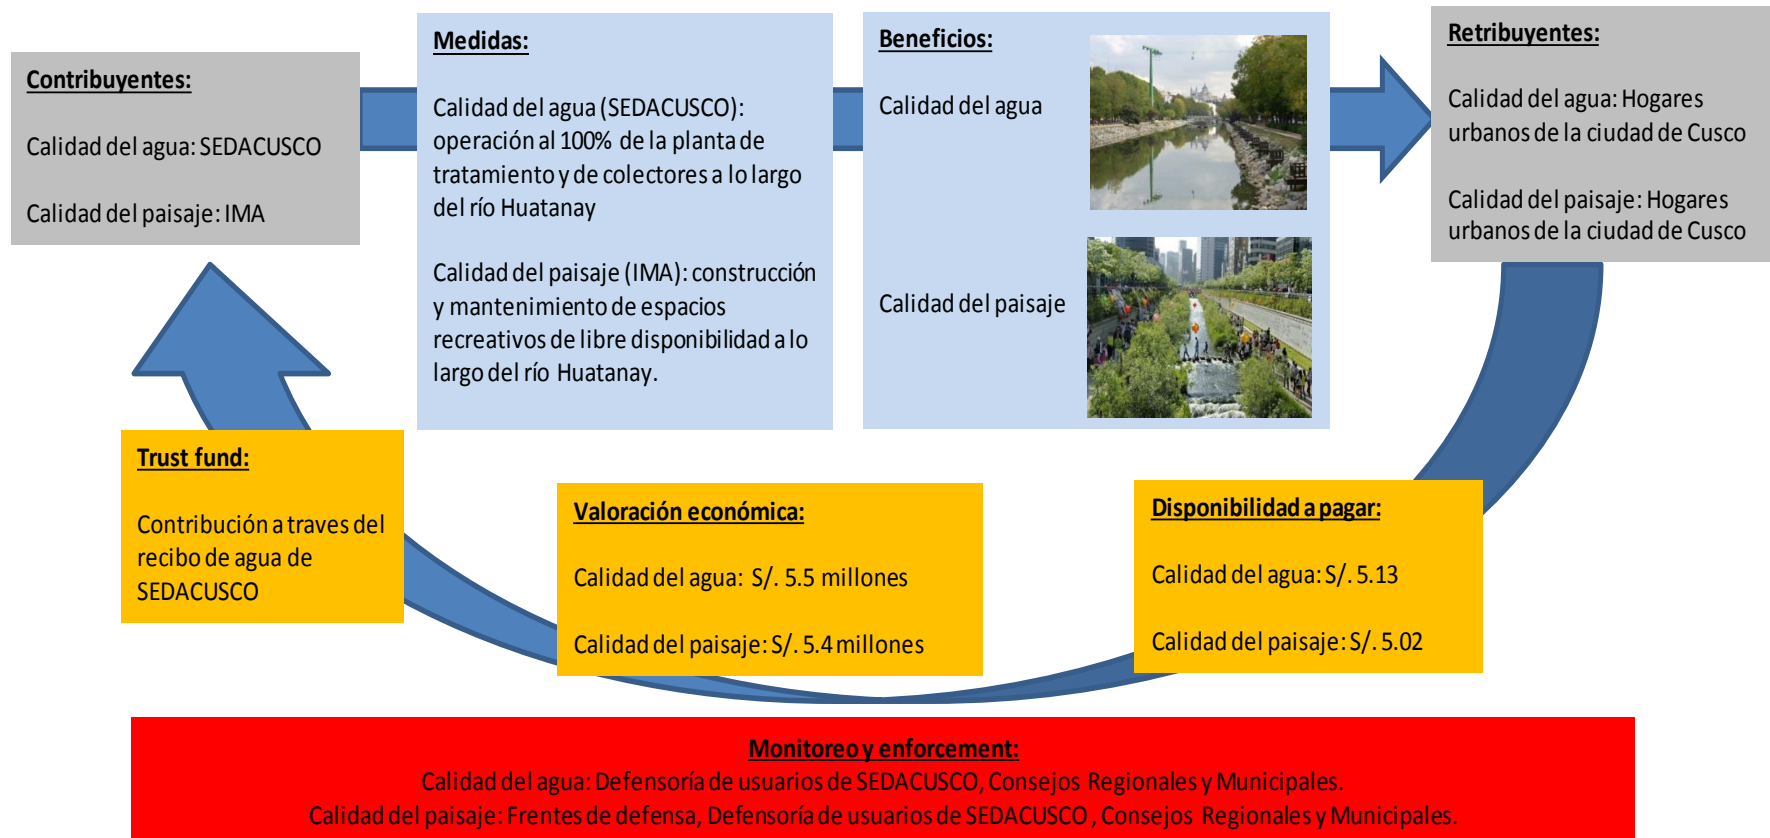 Contribuyentes:
Calidad del agua: SEDACUSCO
Calidad del paisaje: IMA
Medidas:
Calidad del agua (SEDACUSCO):
operación al 100% de la planta de
tratamiento y de colectores a lo largo
del río Huatanay
Calidad del paisaje (IMA): construcción
y mantenimiento de espacios
recreativos de libre disponibilidad a lo
largo del río Huatanay.
Beneficios:
Calidad del agua
Calidad del paisaje
Retribuyentes:
Calidad del agua: Hogares
urbanos de la ciudad de Cusco
Calidad del paisaje: Hogares
urbanos de la ciudad de Cusco
Trust fund:
Contribución a traves del
recibo de agua de
SEDACUSCO
Valoración económica:
Calidad del agua: S/. 5.5 millones
Calidad del paisaje: S/. 5.4 millones
Disponibilidad a pagar:
Calidad del agua: S/. 5.13
Calidad del paisaje: S/. 5.02
Monitoreo y enforcement:
Calidad del agua: Defensoría de usuarios de SEDACUSCO, Consejos Regionales y Municipales.
Calidad del paisaje: Frentes de defensa, Defensoría de usuarios de SEDACUSCO , Consejos Regionales y Municipales.